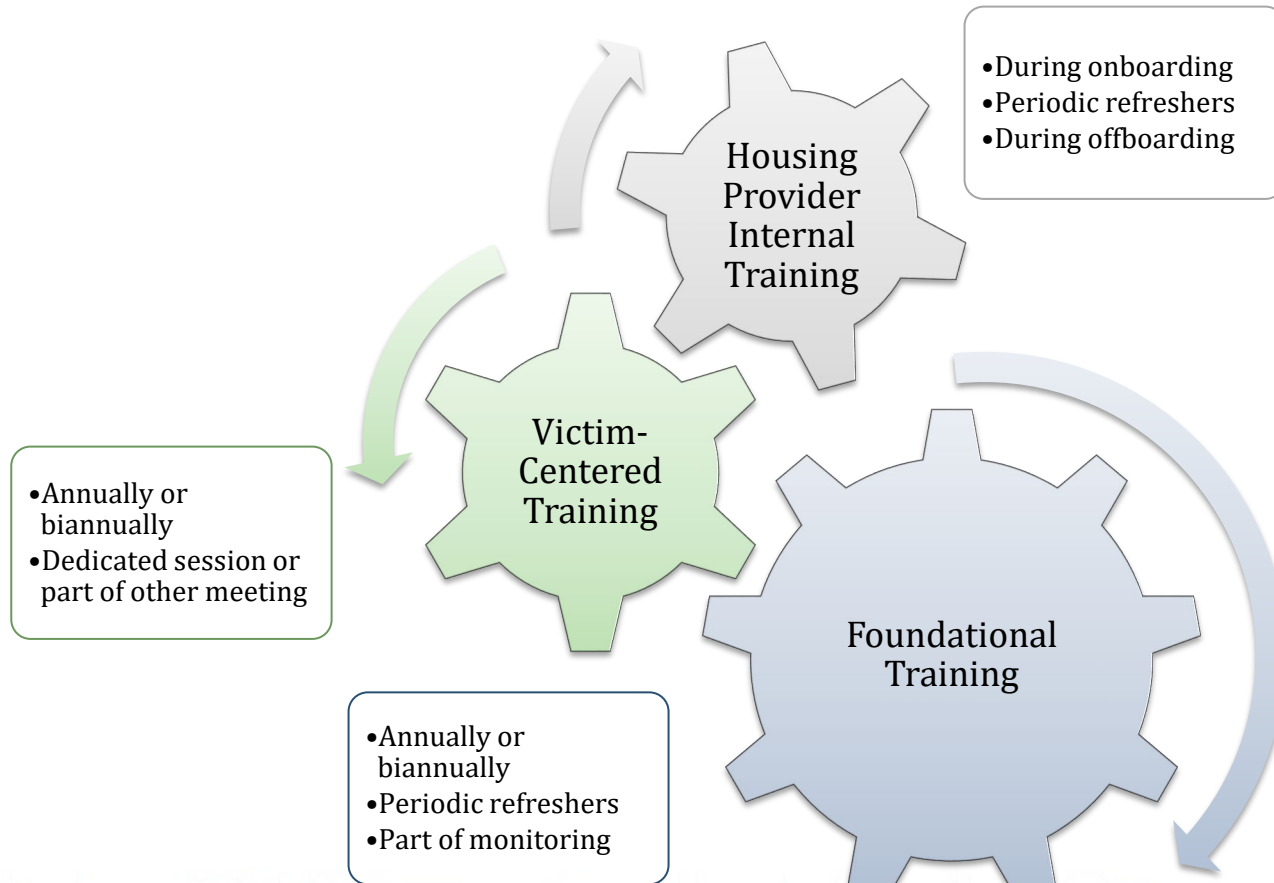 •During onboarding
•Periodic refreshers
•During offboarding
Housing
Provider
Internal
Training
Victim-
Centered
Training
•Annually or
biannually
•Dedicated session or
part of other meeting
Foundational
Training
•Annually or
biannually
•Periodic refreshers
•Part of monitoring